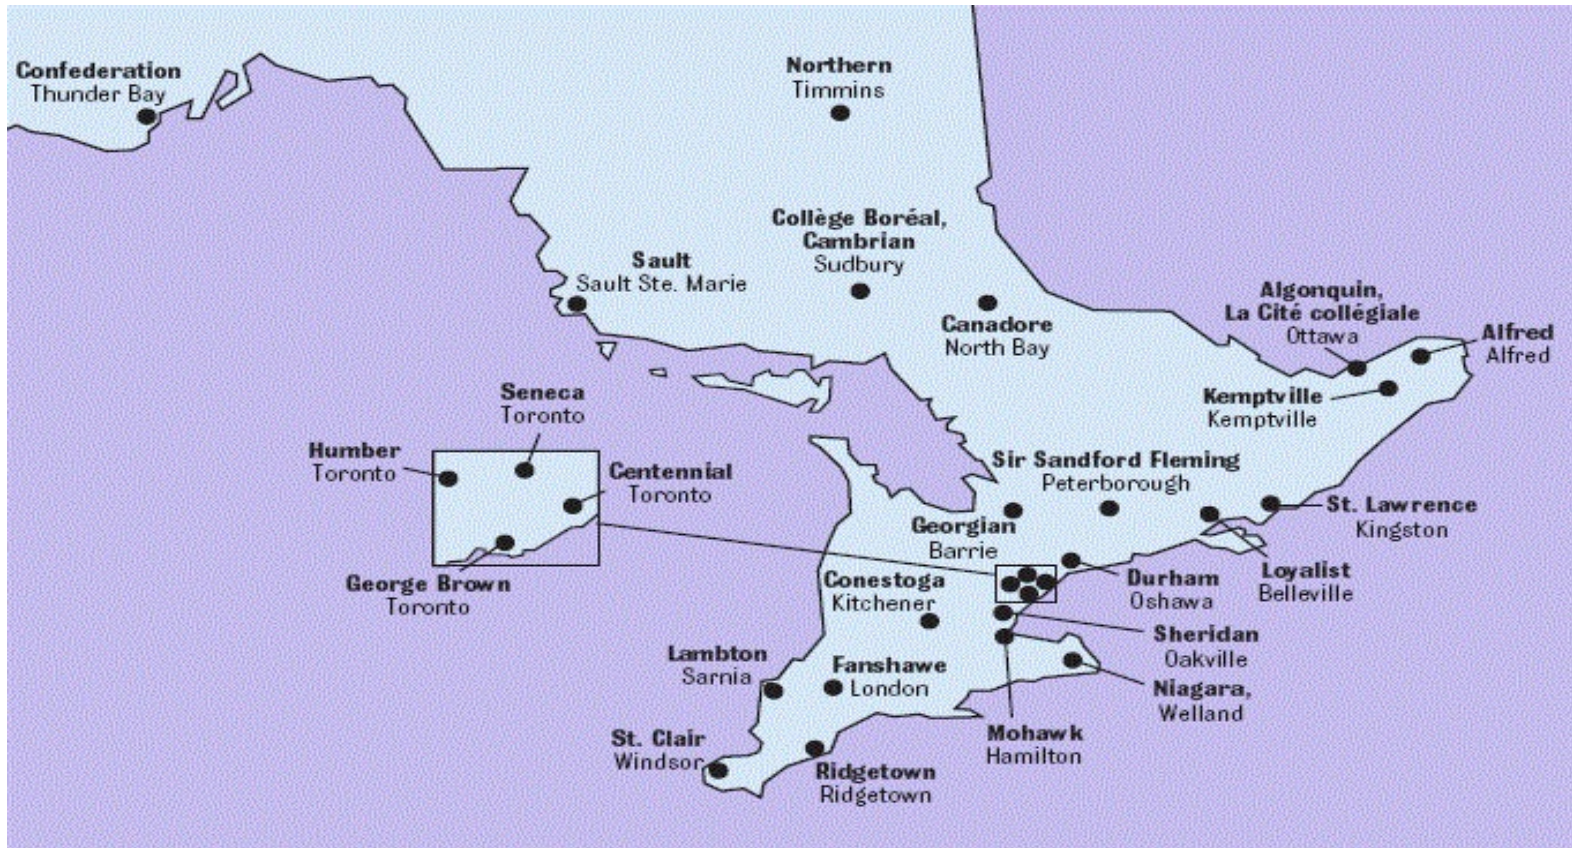 Confederation
Thunder Bay
Northern
Timmins
Collège Boréal,
Cambrian
Sudbury
Sault
Sault Ste. Marie
Canadore
North Bay
Algonquin,
La Cité collégiale
Ottawa
Alfred
Alfred
Kemptville
Kemptville
Seneca
Toronto
Humber
Toronto
Centennial
Toronto
George Brown
Toronto
Sir Sandford Fleming
Peterborough
St. Lawrence
Kingston
Georgian
Barrie
Loyalist
Belleville
Durham
Oshawa
Conestoga
Kitchener
Sheridan
Oakville
Lambton
Sarnia
Fanshawe
London
Niagara,
Welland
Mohawk
Hamilton
St. Clair
Windsor
Ridgetown
Ridgetown